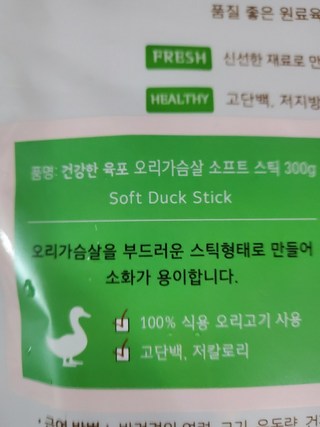 품질 좋은 원료육
FRESH 신선한 재료로 만
HEALTHY 고단백, 저지방
품명: 건강한 육포 오리가슴살 소프트 스틱 300g
Soft Duck Stick
오리가슴살을 부드러운 스틱형태로 만들어
소화가 용이합니다.
100% 식용 오리고기 사용
고단백, 저칼로리